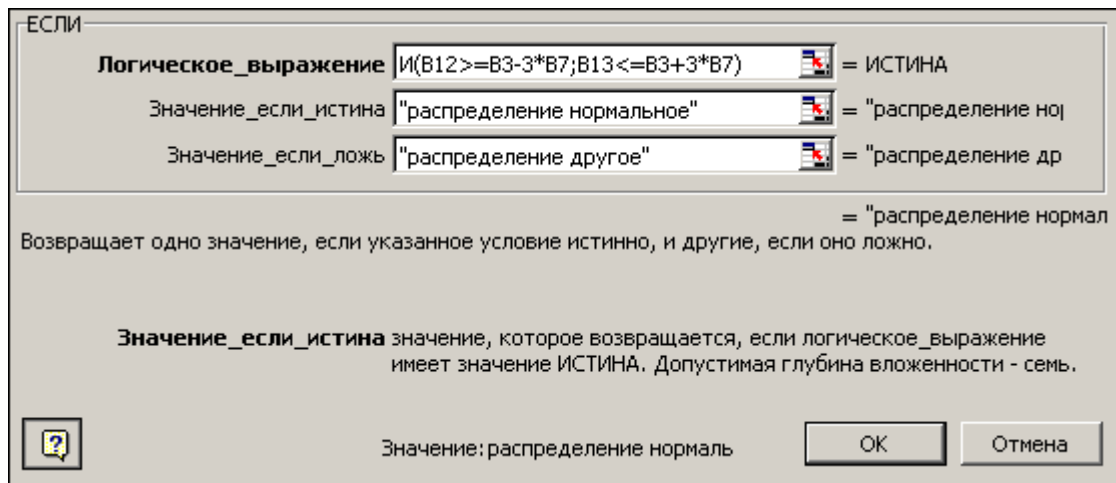 ЕСЛИ
Логическое_выражение И(B12>=B3-3*B7;B13<=B3+3*B7) = ИСТИНА
Значение_если_истина "распределение нормальное" = "распределение нор
Значение_если_ложь "распределение другое" = "распределение др
= "распределение нормал
Возвращает одно значение, если указанное условие истинно, и другие, если оно ложно.
Значение_если_истина значение, которое возвращается, если логическое_выражение
имеет значение ИСТИНА. Допустимая глубина вложенности - семь.
? Значение:распределение нормаль OK Отмена